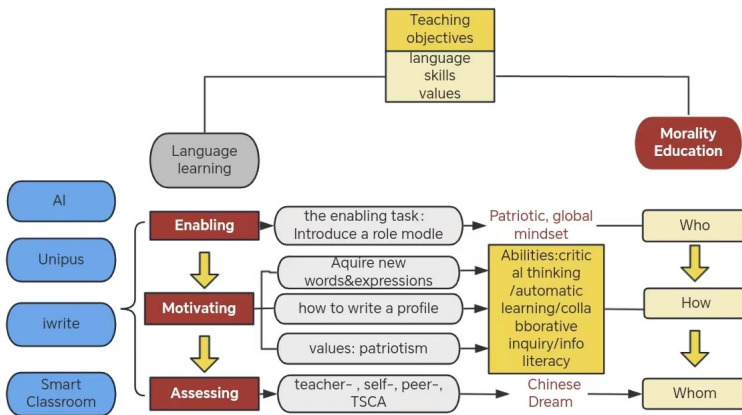 Teaching
objectives
language
skills
values
Language
learning
Morality
Education
AI
Unipus
iwrite
Smart
Classroom
Enabling
the enabling task:
Introduce a role modle
Patriotic, global
mindset
Who
Motivating
Aquire new
words&expressions
how to write a profile
values: patriotism
Abilities:critic
al thinking
/automatic
learning/colla
bborative
inquiry/info
literacy
How
Assessing
teacher- , self-, peer-,
TSCA
Chinese
Dream
Whom